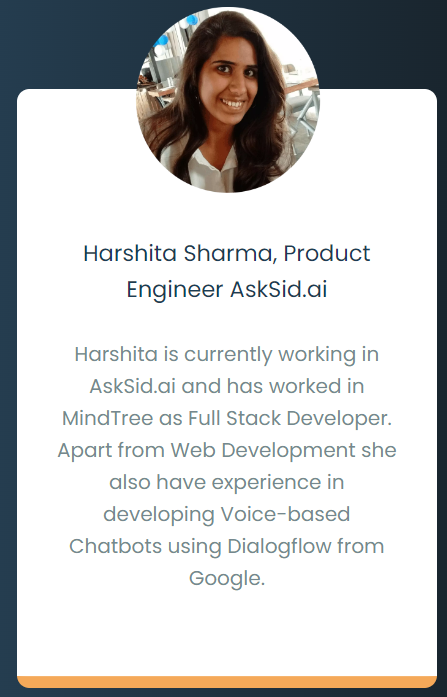 Harshita Sharma, Product
Engineer AskSid.ai
Harshita is currently working in
AskSid.ai and has worked in
MindTree as Full Stack Developer.
Apart from Web Development she
also have experience in
developing Voice-based
Chatbots using Dialogflow from
Google.